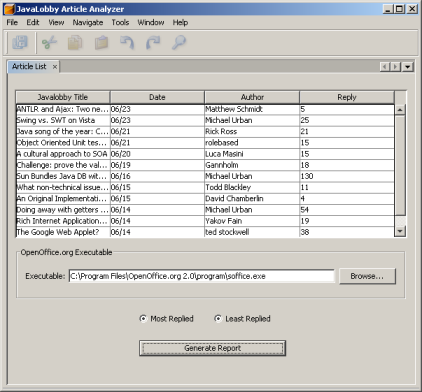 JavaLobby Article Analyzer
File Edit View Navigate Tools Window Help
Article List ×
Javalobby Title Date Author Reply
ANTLR and Ajax: Two ne... 06/23 Matthew Schmidt 5
Swing vs. SWT on Vista 06/23 Michael Urban 25
Java song of the year: C... 06/21 Rick Ross 21
Object Oriented Unit tes... 06/21 rolebased 15
A cultural approach to SOA 06/20 Luca Masini 15
Challenge: prove the val... 06/19 Gannholm 18
Sun Bundles Java DB wit... 06/16 Michael Urban 130
What non-technical issue... 06/15 Todd Blackley 11
An Original Implementati... 06/15 David Chamberlin 4
Doing away with getters ... 06/14 Michael Urban 54
Rich Internet Application... 06/14 Yakov Fain 19
The Google Web Applet? 06/14 ted stockwell 38
OpenOffice.org Executable
Executable: C:\Program Files\OpenOffice.org 2.0\program\soffice.exe Browse...
Most Replied Least Replied
Generate Report